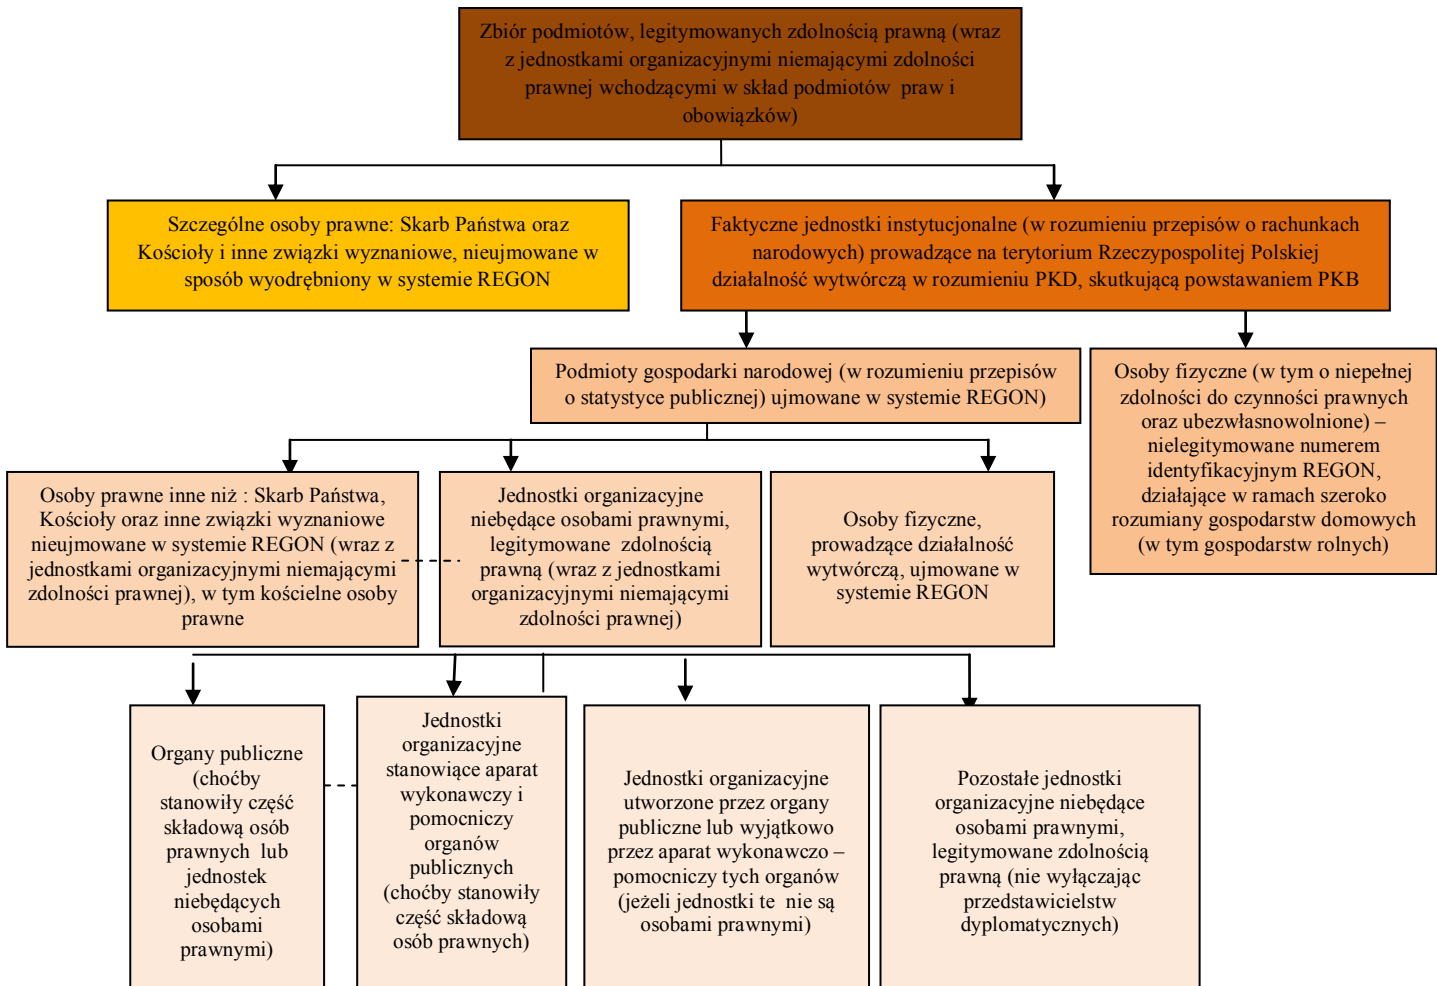 Zbiór podmiotów, legitymowanych zdolnością prawną (wraz
z jednostkami organizacyjnymi niemającymi zdolności
prawnej wchodzącymi w skład podmiotów praw i
obowiązków)
Szczególne osoby prawne: Skarb Państwa oraz
Kościoły i inne związki wyznaniowe, nieujmowane w
sposób wyodrębniony w systemie REGON
Faktyczne jednostki instytucjonalne (w rozumieniu przepisów o rachunkach
narodowych) prowadzące na terytorium Rzeczypospolitej Polskiej
działalność wytwórczą w rozumieniu PKD, skutkującą powstawaniem PKB
Podmioty gospodarki narodowej (w rozumieniu przepisów
o statystyce publicznej) ujmowane w systemie REGON)
Osoby fizyczne (w tym o niepełnej
zdolności do czynności prawnych
oraz ubezwłasnowolnione) –
nielegitymowane numerem
identyfikacyjnym REGON,
działające w ramach szeroko
rozumiany gospodarstw domowych
(w tym gospodarstw rolnych)
Osoby prawne inne niż : Skarb Państwa,
Kościoły oraz inne związki wyznaniowe
nieujmowane w systemie REGON (wraz z
jednostkami organizacyjnymi niemającymi
zdolności prawnej), w tym kościelne osoby
prawne
Jednostki organizacyjne
niebędące osobami prawnymi,
legitymowane zdolnością
prawną (wraz z jednostkami
organizacyjnymi niemającymi
zdolności prawnej)
Osoby fizyczne,
prowadzące działalność
wytwórczą, ujmowane w
systemie REGON
Organy publiczne
(choćby
stanowiły część
składową osób
prawnych lub
jednostek
niebędących
osobami
prawnymi)
Jednostki
organizacyjne
stanowiące aparat
wykonawczy i
pomocniczy
organów
publicznych
(choćby stanowiły
część składową
osób prawnych)
Jednostki organizacyjne
utworzone przez organy
publiczne lub wyjątkowo
przez aparat wykonawczo –
pomocniczy tych organów
(jeżeli jednostki te nie są
osobami prawnymi)
Pozostałe jednostki
organizacyjne niebędące
osobami prawnymi,
legitymowane zdolnością
prawną (nie wyłączając
przedstawicielstw
dyplomatycznych)